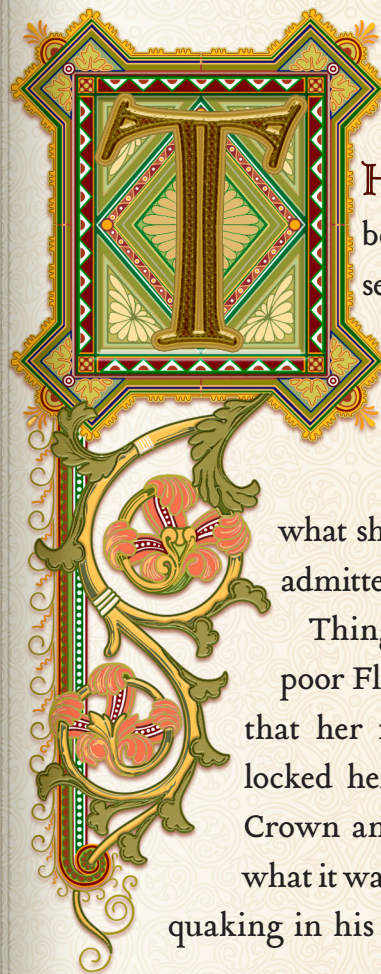 T
H
be
se
what sh
admitte
Thing
poor Fl
that her
locked he
Crown an
what it wa
quaking in his